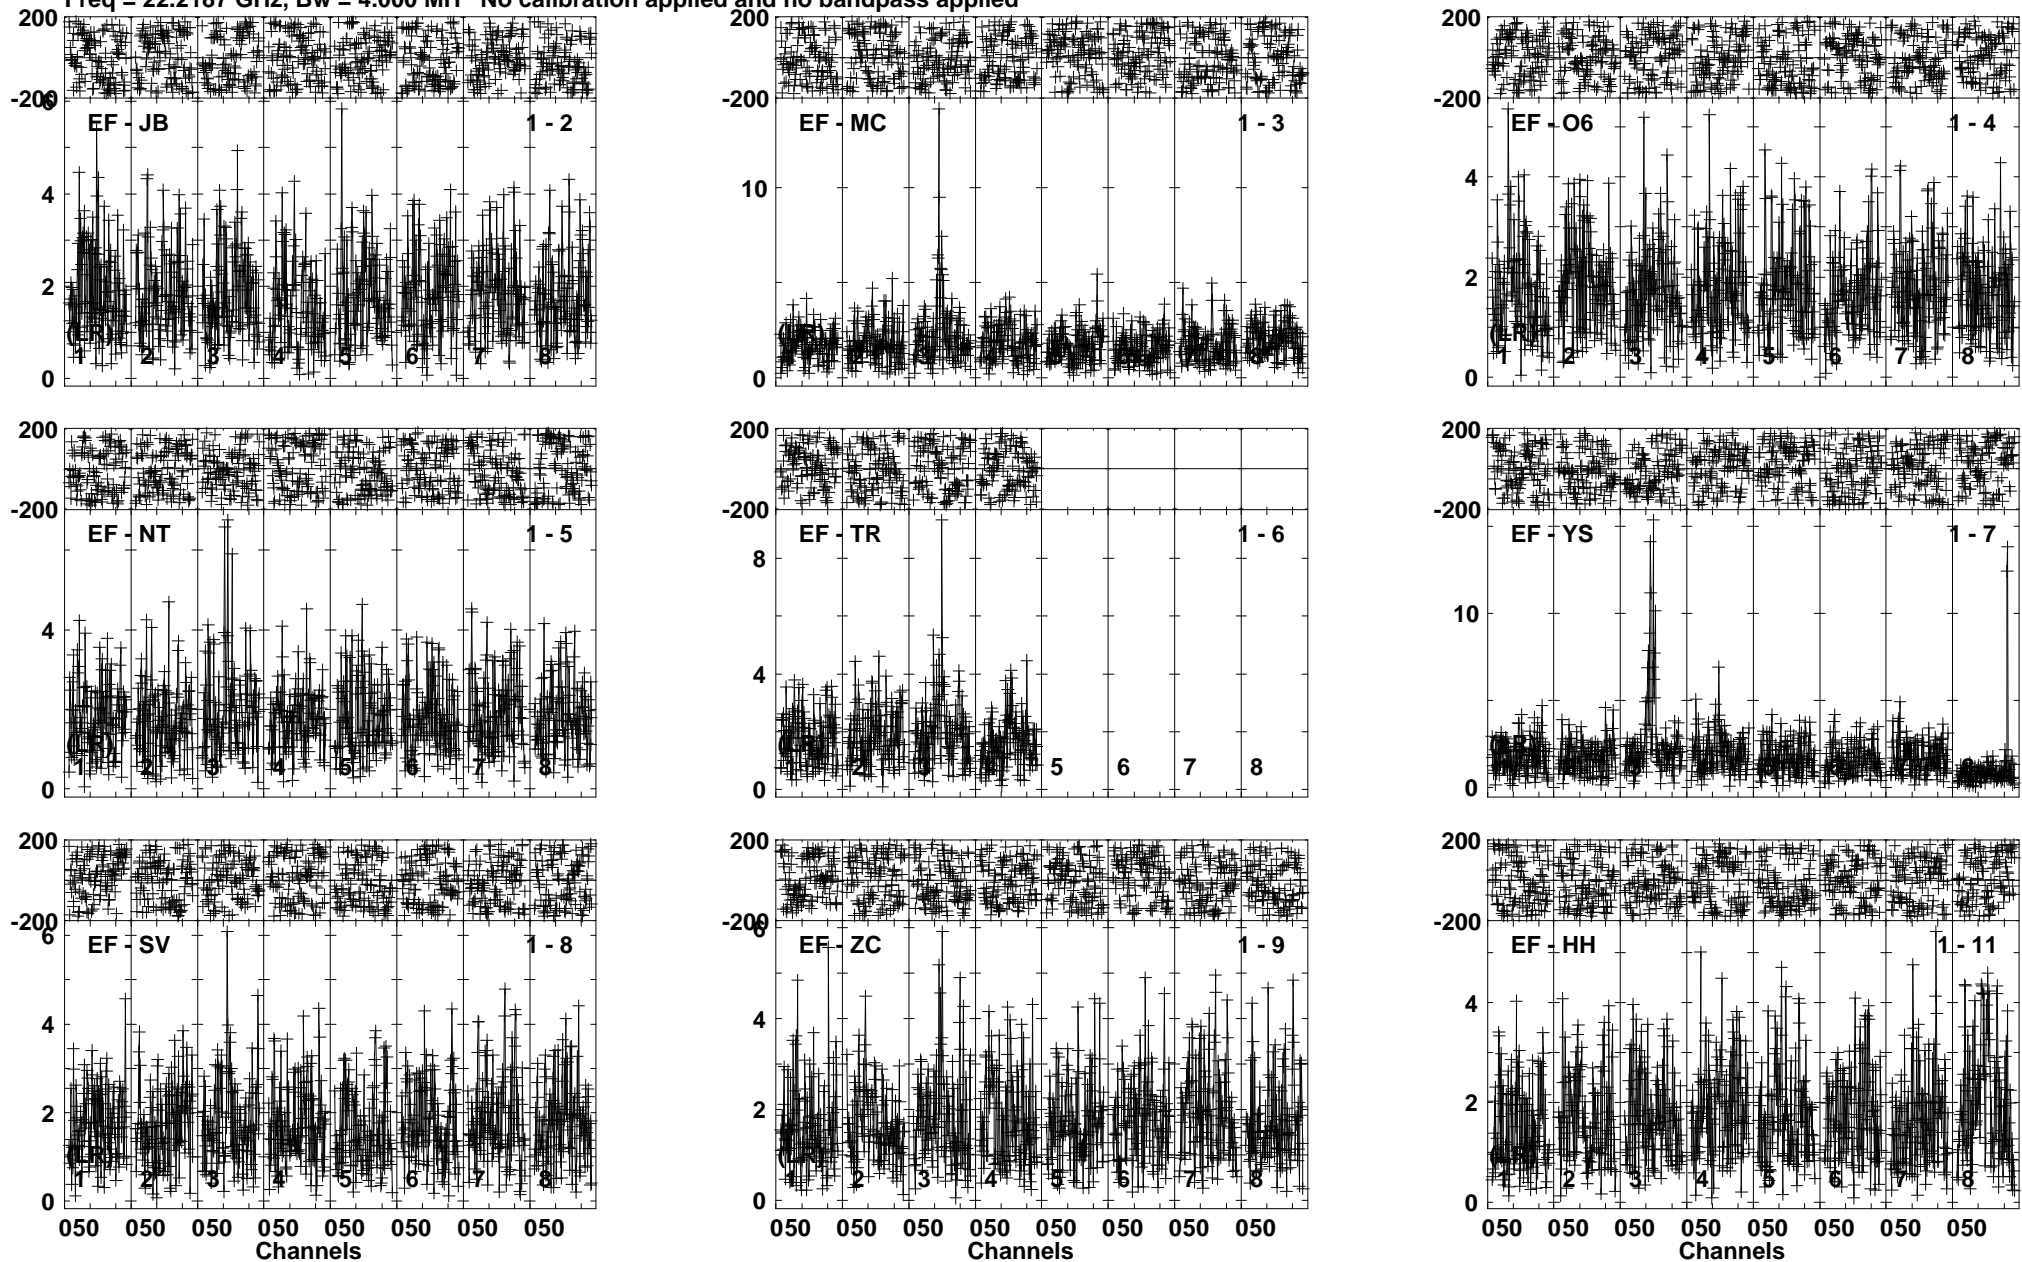 Freq = 22.2187 GHz, Bw = 4.000 MH No calibration applied and no bandpass applied
200 200 200
-200 -200 -200
6
EF - JB 1 - 2 EF - MC 1 - 3 EF - O6 1 - 4
4 10 4
2 2
(LR) (LR) (LR)
1 2 3 4 5 6 7 8 1 2 3 4 5 6 7 8
0 0 0
200 200 200
-200 -200 -200
EF - NT 1 - 5 EF - TR 1 - 6 EF - YS 1 - 7
8
4 4 10
(LR) (LR) (LR)
1 2 3 4 5 6 7 8 2 3 5 6 7 8
0 0 0
200 200 200
-200 -200 -200
6 6
EF - SV 1 - 8 EF - ZC 1 - 9 EF - HH 1 - 11
4 4 4
2 2 2
(LR) (LR) (LR)
1 2 3 4 5 6 7 8 1 2 3 4 5 6 7 8 1 2 3 4 5 6 7 8
0 0 0
050 050 050 050 050 050 050 050 050 050 050 050 050 050 050 050 050 050 050 050 050 050 050 050
Channels Channels Channels